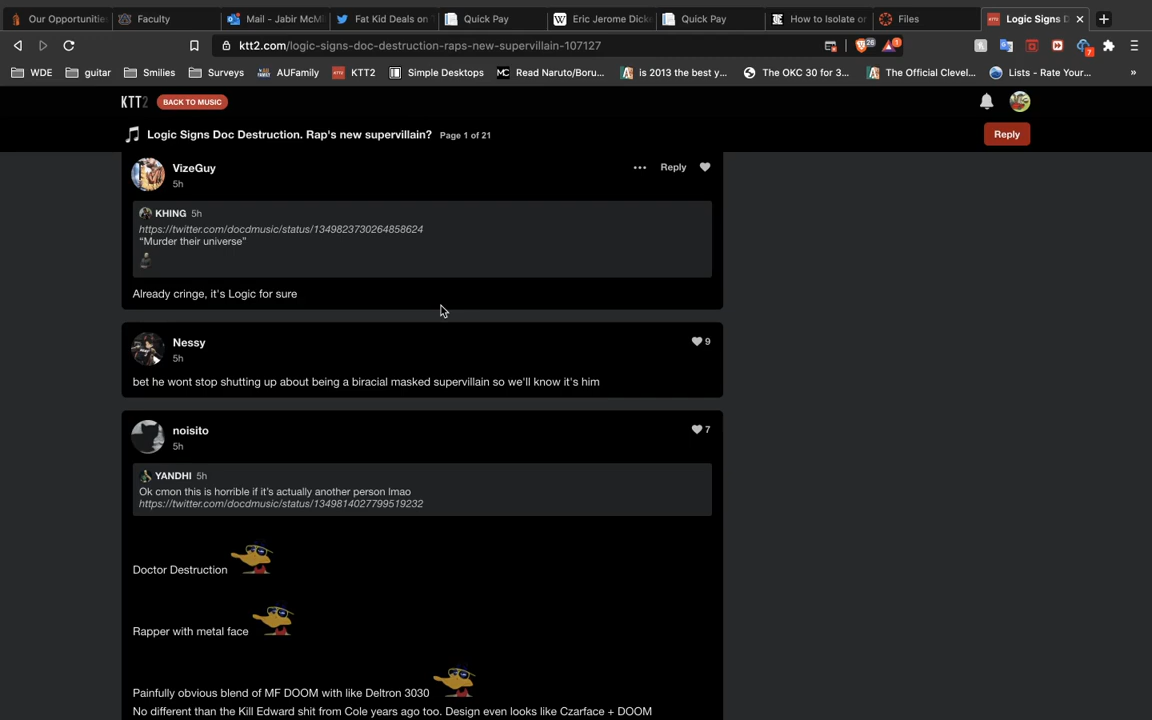 Our Opportunitie
Faculty
Mail - Jabir McM
Fat Kid Deals on
Quick Pay
Eric Jerome Dick
Quick Pay
How to Isolate or
Files
Logic Signs D
ktt2.com/logic-signs-doc-destruction-raps-new-supervillain-107127
26
1
7
WDE
guitar
Smilies
Surveys
AUFamily
KTT2
Simple Desktops
Read Naruto/Boru...
is 2013 the best y...
The OKC 30 for 3...
The Official Clevel...
Lists - Rate Your...
»
KTT2
BACK TO MUSIC
Logic Signs Doc Destruction. Rap's new supervillain? Page 1 of 21
Reply
VizeGuy
5h
Reply
KHING 5h
https://twitter.com/docdmusic/status/1349823730264858624
“Murder their universe”
Already cringe, it's Logic for sure
Nessy
5h
9
bet he wont stop shutting up about being a biracial masked supervillain so we'll know it's him
noisito
5h
7
YANDHI 5h
Ok cmon this is horrible if it's actually another person lmao
https://twitter.com/docdmusic/status/1349814027799519232
Doctor Destruction
Rapper with metal face
Painfully obvious blend of MF DOOM with like Deltron 3030
No different than the Kill Edward shit from Cole years ago too. Design even looks like Czarface + DOOM